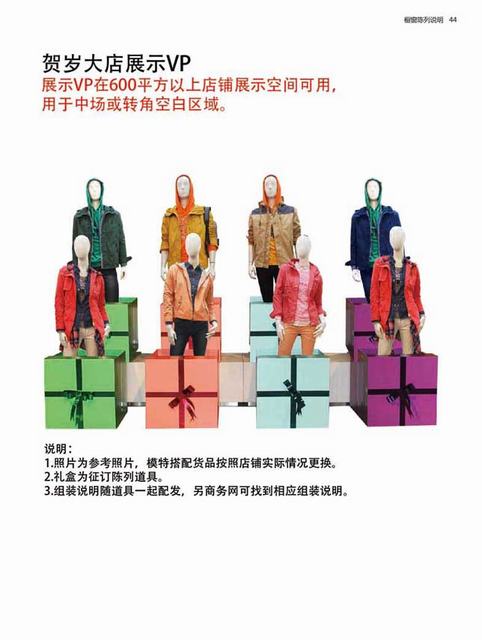 橱窗陈列说明 44
贺岁大店展示VP
展示VP在600平方以上店铺展示空间可用，
用于中场或转角空白区域。
说明：
1.照片为参考照片，模特搭配货品按照店铺实际情况更换。
2.礼盒为征订陈列道具。
3.组装说明随道具一起配发，另商务网可找到相应组装说明。